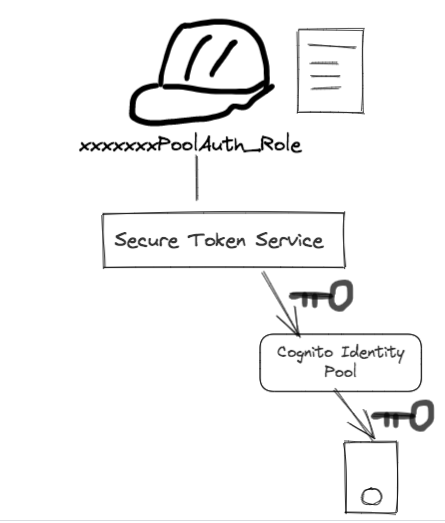 xxxxxxxPoolAuth_Role
Secure Token Service
Cognito Identity
Pool